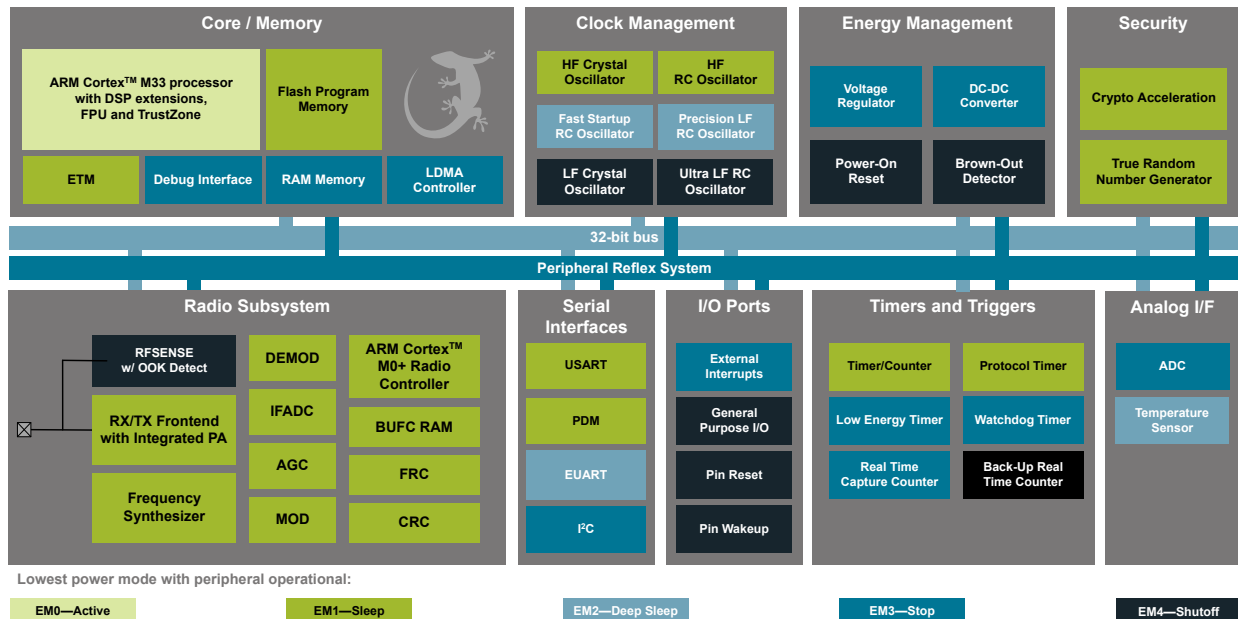 Core / Memory
ARM Cortex™ M33 processor
with DSP extensions,
FPU and TrustZone
Flash Program
Memory
ETM
Debug Interface
RAM Memory
LDMA
Controller
Clock Management
HF Crystal
Oscillator
HF
RC Oscillator
Fast Startup
RC Oscillator
Precision LF
RC Oscillator
LF Crystal
Oscillator
Ultra LF RC
Oscillator
Energy Management
Voltage
Regulator
DC-DC
Converter
Power-On
Reset
Brown-Out
Detector
Security
Crypto Acceleration
True Random
Number Generator
32-bit bus
Peripheral Reflex System
Radio Subsystem
RFSENSE
w/ OOK Detect
RX/TX Frontend
with Integrated PA
Frequency
Synthesizer
DEMOD
IFADC
AGC
MOD
ARM Cortex™
M0+ Radio
Controller
BUFC RAM
FRC
CRC
Serial
Interfaces
USART
PDM
EUART
I²C
I/O Ports
External
Interrupts
General
Purpose I/O
Pin Reset
Pin Wakeup
Timers and Triggers
Timer/Counter
Protocol Timer
Low Energy Timer
Watchdog Timer
Real Time
Capture Counter
Back-Up Real
Time Counter
Analog I/F
ADC
Temperature
Sensor
Lowest power mode with peripheral operational:
EM0—Active
EM1—Sleep
EM2—Deep Sleep
EM3—Stop
EM4—Shutoff